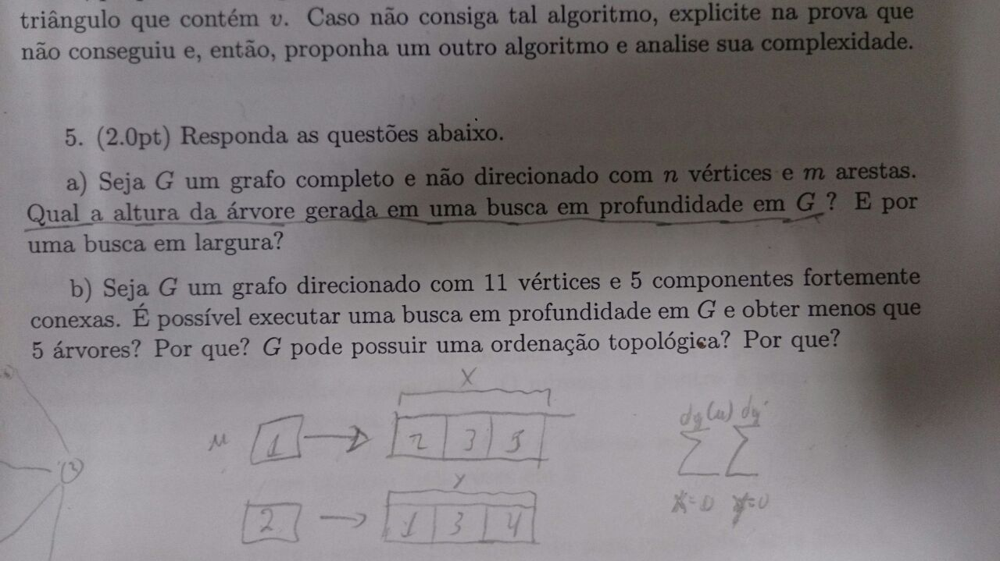 triângulo que contém v. Caso não consiga tal algoritmo, explicite na prova que
não conseguiu e, então, proponha um outro algoritmo e analise sua complexidade.
5. (2.0pt) Responda as questões abaixo.
a) Seja G um grafo completo e não direcionado com n vértices e m arestas.
Qual a altura da árvore gerada em uma busca em profundidade em G ? E por
uma busca em largura?
b) Seja G um grafo direcionado com 11 vértices e 5 componentes fortemente
conexas. É possível executar uma busca em profundidade em G e obter menos que
5 árvores? Por que? G pode possuir uma ordenação topológica? Por que?
X
u 1 → 2 3 5
y
2 → 1 3 4
dg(u) dg
∑ ∑
x=0 y=0